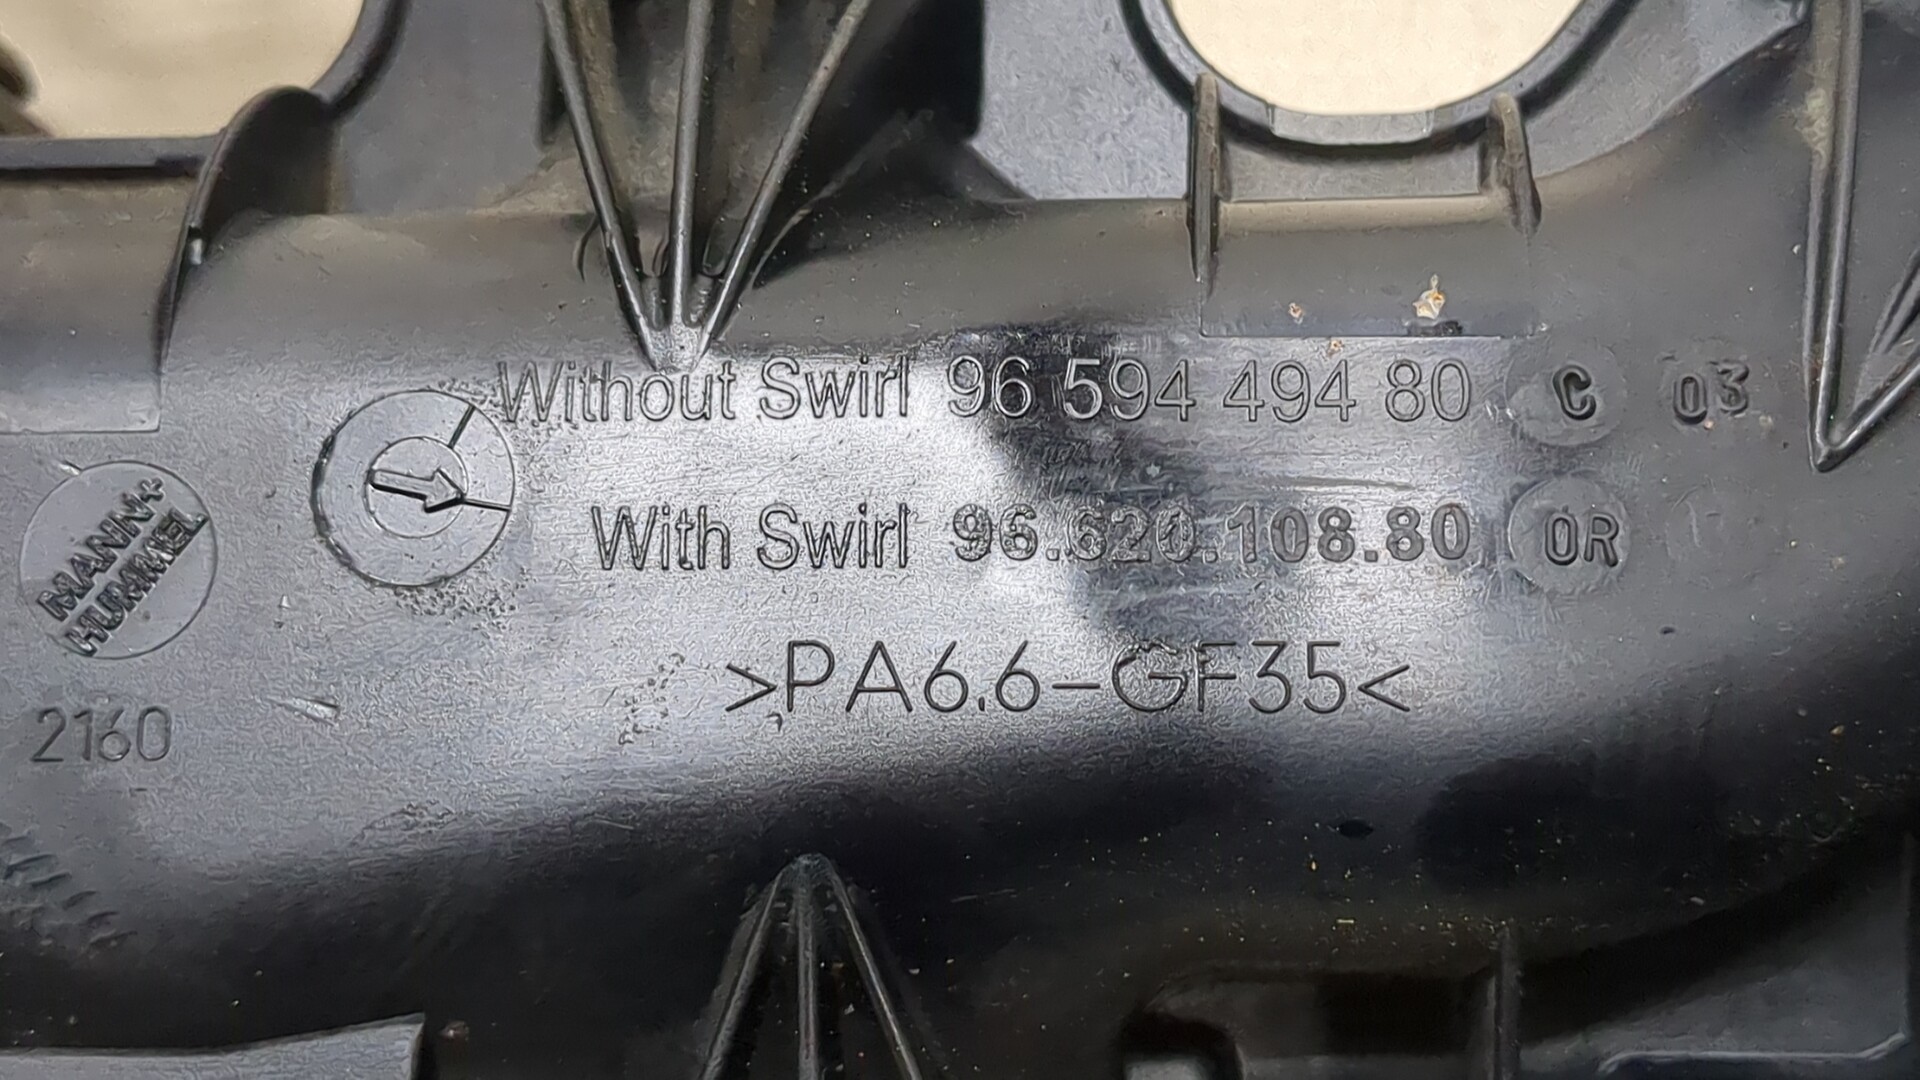 Without Swirl 96 594 494 80 C 03
With Swirl 96.620.108.80 OR
>PA6.6-GF35<
MANN+
HUMMEL
2160